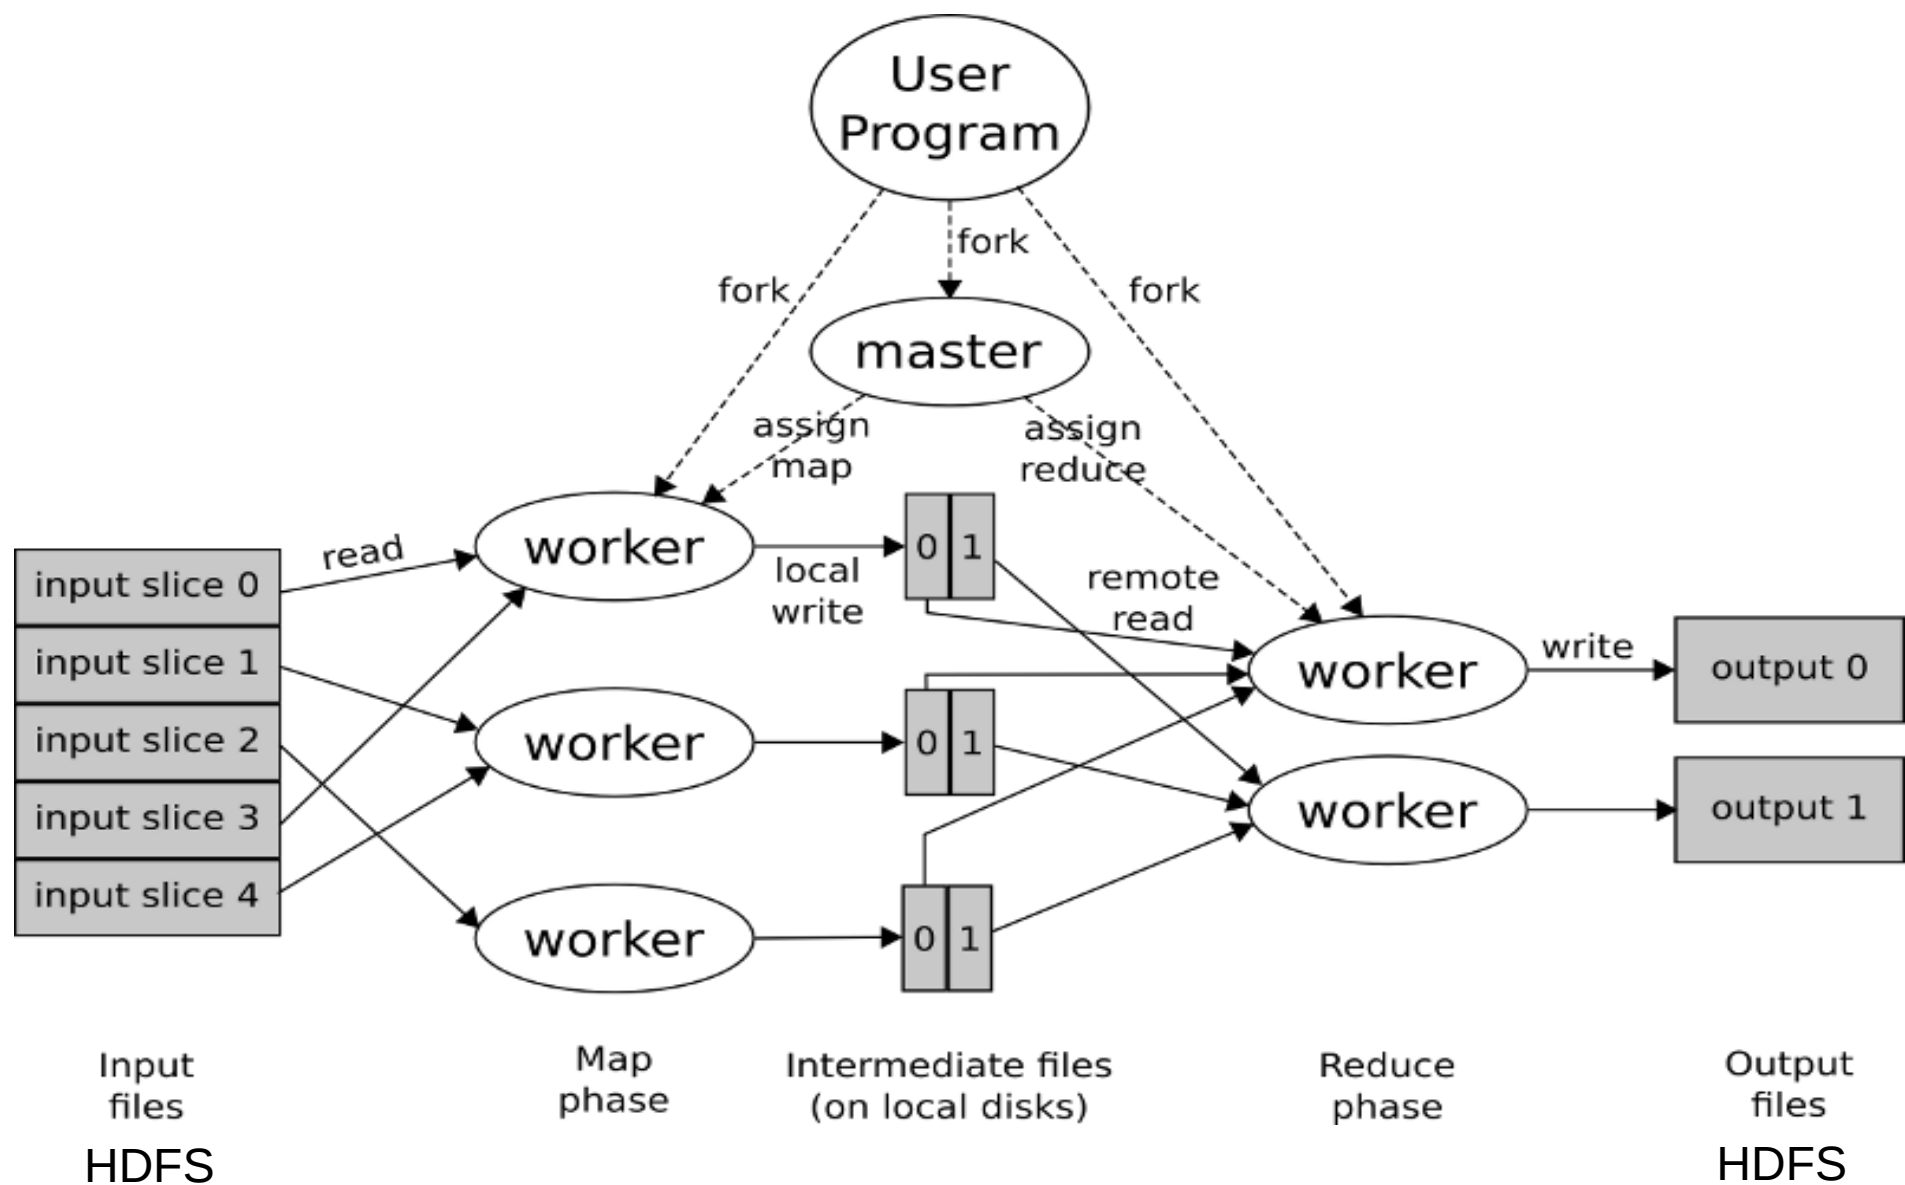 User
Program
fork
fork
fork
master
assign
map
assign
reduce
read
worker
local
write
0 1
remote
read
input slice 0
input slice 1
input slice 2
input slice 3
input slice 4
worker
0 1
worker
write
output 0
worker
output 1
worker
0 1
Input
files
HDFS
Map
phase
Intermediate files
(on local disks)
Reduce
phase
Output
files
HDFS